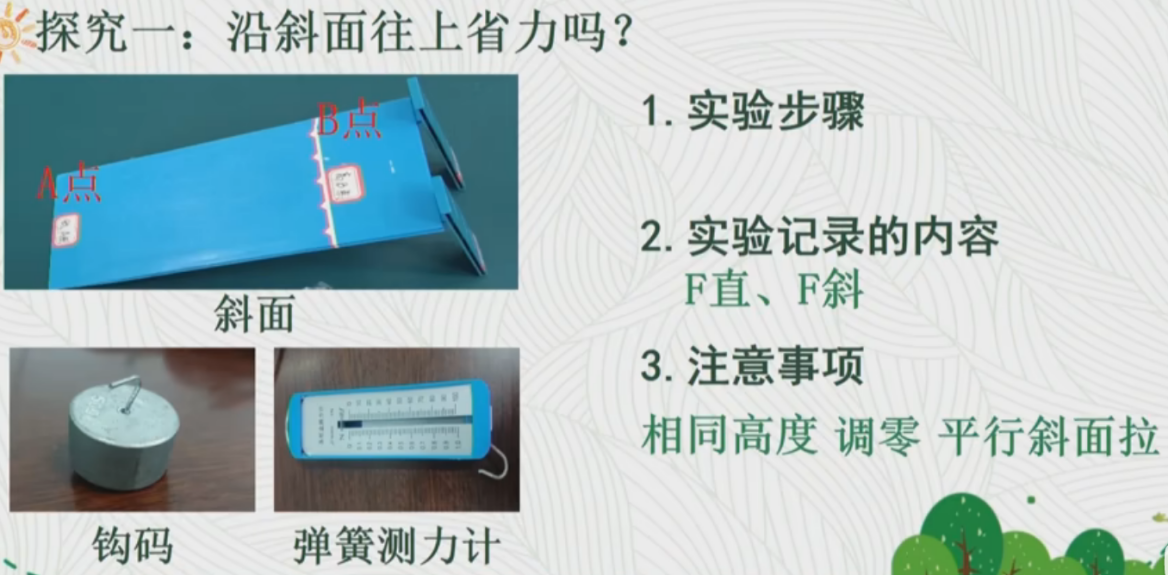 探究一：沿斜面往上省力吗？
A点
B点
斜面
钩码
弹簧测力计
1.实验步骤
2.实验记录的内容
F直、F斜
3.注意事项
相同高度 调零 平行斜面拉